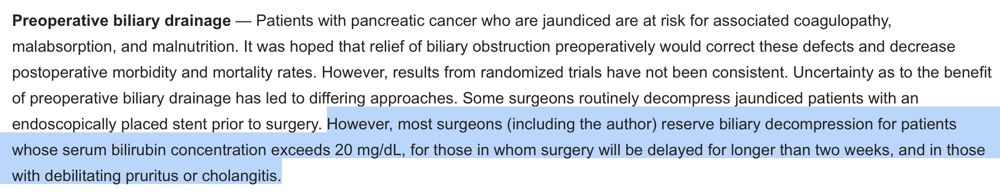 Preoperative biliary drainage — Patients with pancreatic cancer who are jaundiced are at risk for associated coagulopathy,
malabsorption, and malnutrition. It was hoped that relief of biliary obstruction preoperatively would correct these defects and decrease
postoperative morbidity and mortality rates. However, results from randomized trials have not been consistent. Uncertainty as to the benefit
of preoperative biliary drainage has led to differing approaches. Some surgeons routinely decompress jaundiced patients with an
endoscopically placed stent prior to surgery. However, most surgeons (including the author) reserve biliary decompression for patients
whose serum bilirubin concentration exceeds 20 mg/dL, for those in whom surgery will be delayed for longer than two weeks, and in those
with debilitating pruritus or cholangitis.